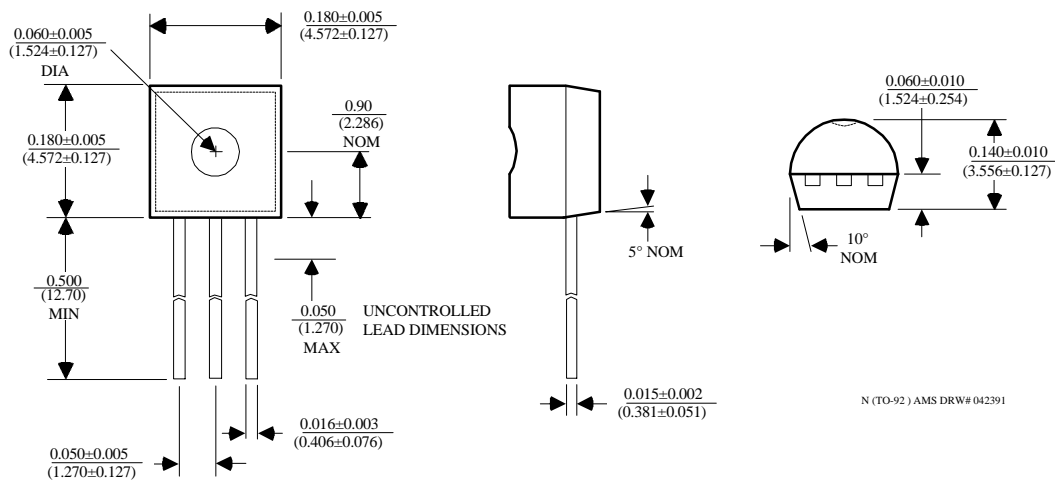 0.180±0.005
(4.572±0.127)
0.060±0.005
(1.524±0.127)
DIA
0.180±0.005
(4.572±0.127)
0.90
(2.286)
NOM
0.500
(12.70)
MIN
0.050
(1.270)
MAX
UNCONTROLLED
LEAD DIMENSIONS
0.016±0.003
(0.406±0.076)
0.050±0.005
(1.270±0.127)
5° NOM
0.015±0.002
(0.381±0.051)
0.060±0.010
(1.524±0.254)
0.140±0.010
(3.556±0.127)
10°
NOM
N (TO-92 ) AMS DRW# 042391